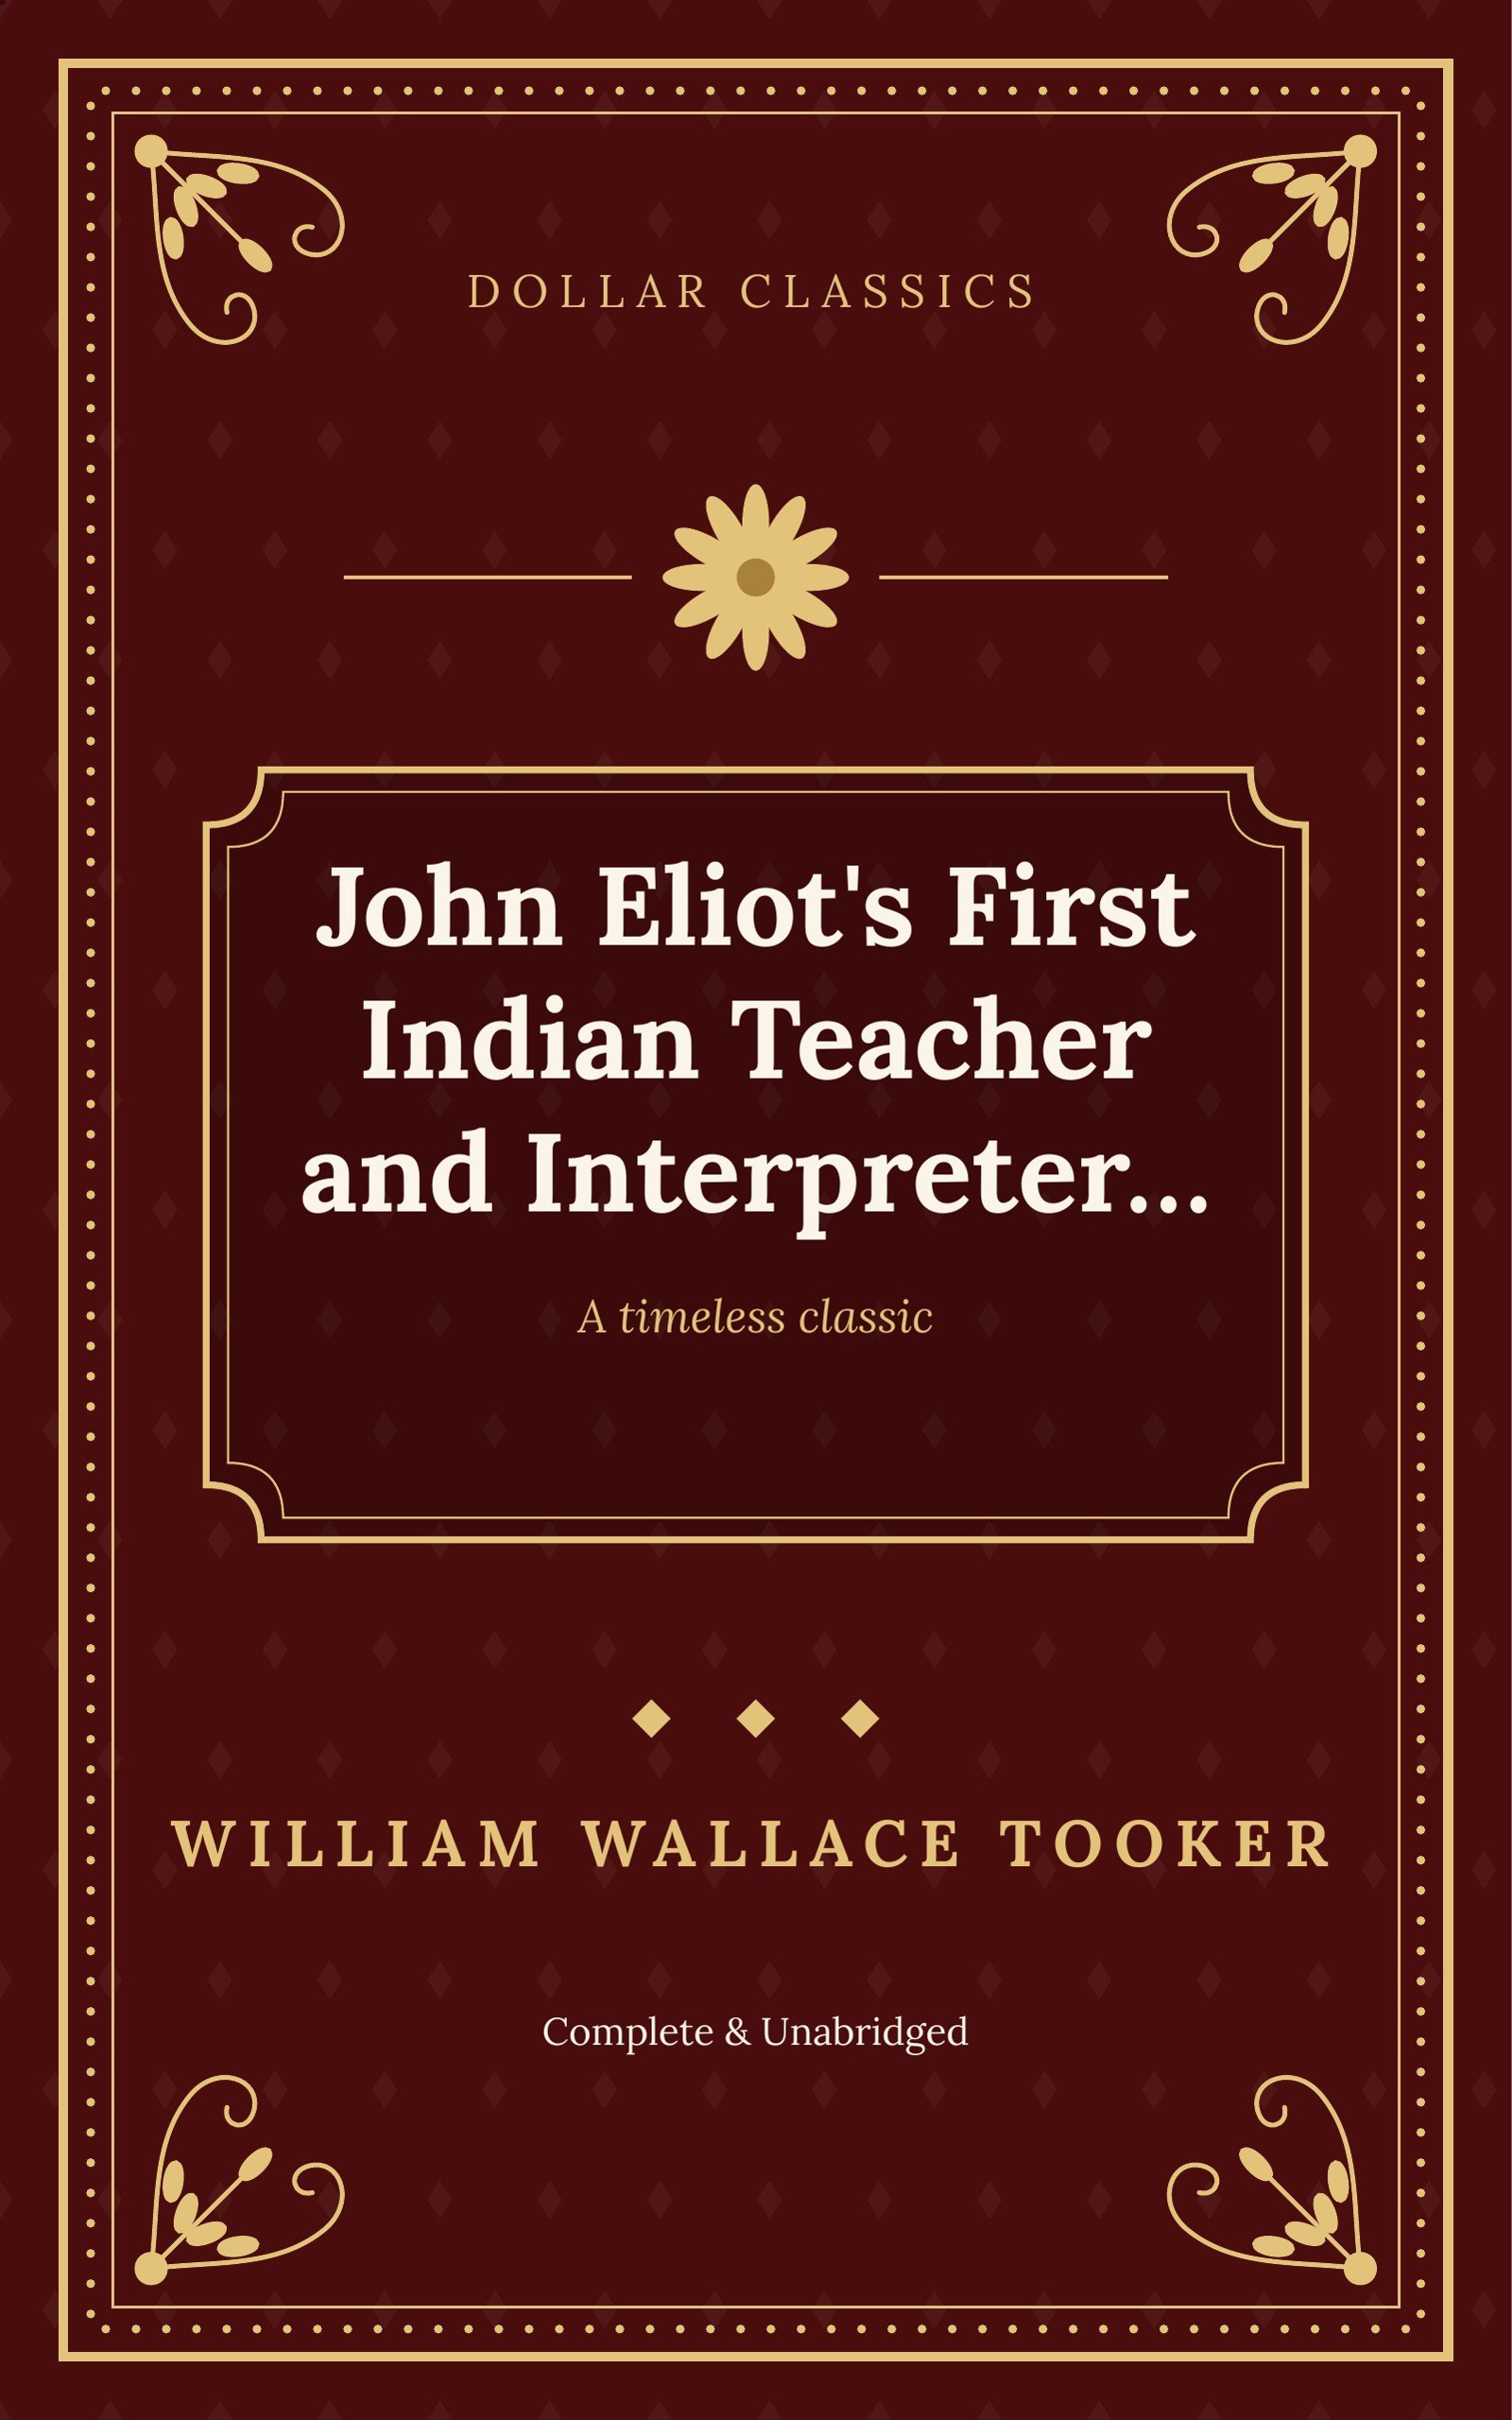 DOLLAR CLASSICS
John Eliot's First
Indian Teacher
and Interpreter...
A timeless classic
WILLIAM WALLACE TOOKER
Complete & Unabridged